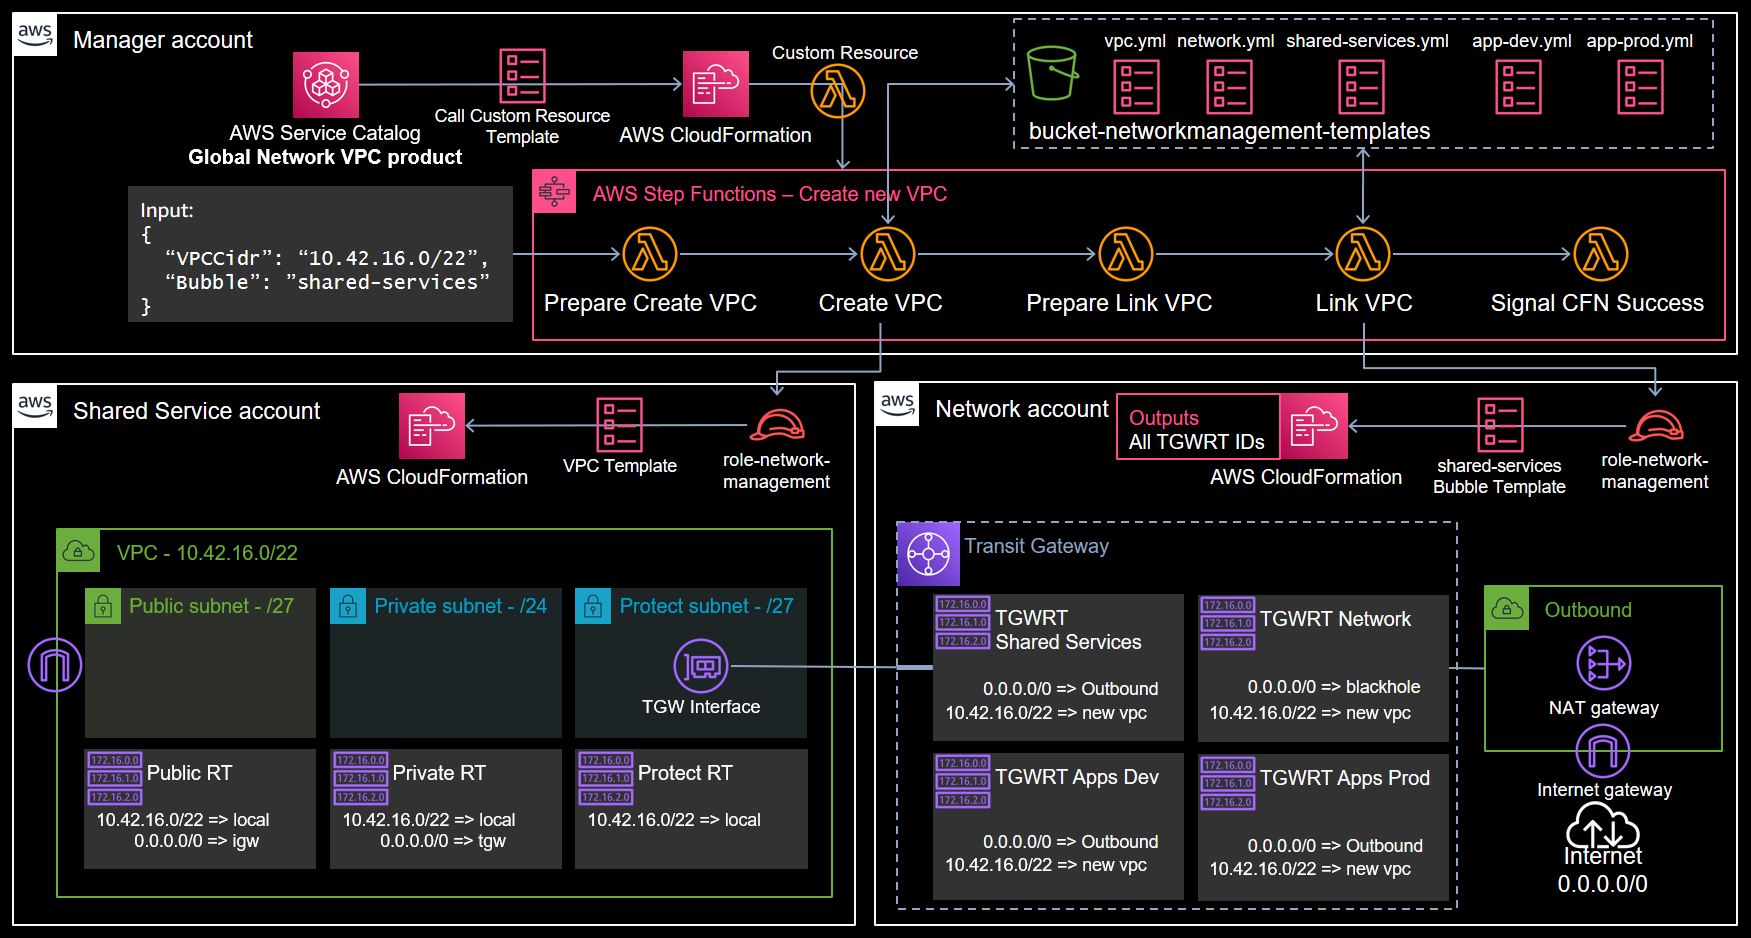 aws
Manager account
Custom Resource
AWS Service Catalog
Global Network VPC product
Call Custom Resource
Template
AWS CloudFormation
vpc.yml
network.yml
shared-services.yml
app-dev.yml
app-prod.yml
bucket-networkmanagement-templates
Input:
{
“VPCCidr”: “10.42.16.0/22”,
“Bubble”: ”shared-services”
}
AWS Step Functions – Create new VPC
Prepare Create VPC
Create VPC
Prepare Link VPC
Link VPC
Signal CFN Success
aws
Shared Service account
AWS CloudFormation
VPC Template
role-network-
management
VPC - 10.42.16.0/22
Public subnet - /27
Private subnet - /24
Protect subnet - /27
TGW Interface
172.16.0.0
172.16.1.0
172.16.2.0
Public RT
10.42.16.0/22 => local
0.0.0.0/0 => igw
172.16.0.0
172.16.1.0
172.16.2.0
Private RT
10.42.16.0/22 => local
0.0.0.0/0 => tgw
172.16.0.0
172.16.1.0
172.16.2.0
Protect RT
10.42.16.0/22 => local
aws
Network account
Outputs
All TGWRT IDs
AWS CloudFormation
shared-services
Bubble Template
role-network-
management
Transit Gateway
172.16.0.0
172.16.1.0
172.16.2.0
TGWRT
Shared Services
0.0.0.0/0 => Outbound
10.42.16.0/22 => new vpc
172.16.0.0
172.16.1.0
172.16.2.0
TGWRT Network
0.0.0.0/0 => blackhole
10.42.16.0/22 => new vpc
172.16.0.0
172.16.1.0
172.16.2.0
TGWRT Apps Dev
0.0.0.0/0 => Outbound
10.42.16.0/22 => new vpc
172.16.0.0
172.16.1.0
172.16.2.0
TGWRT Apps Prod
0.0.0.0/0 => Outbound
10.42.16.0/22 => new vpc
Outbound
NAT gateway
Internet gateway
Internet
0.0.0.0/0